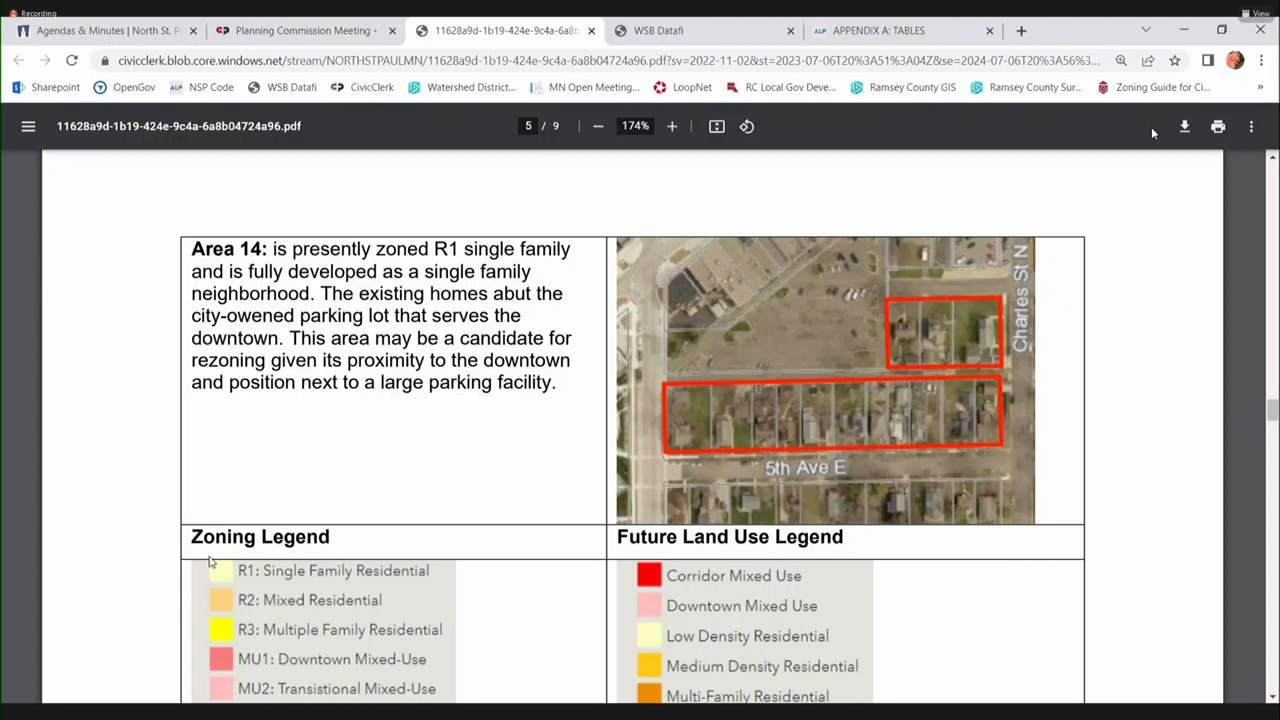 Recording
View
Agendas & Minutes | North St. P
Planning Commission Meeting •
11628a9d-1b19-424e-9c4a-6a8b
WSB Datafi
APPENDIX A: TABLES
civicclerk.blob.core.windows.net/stream/NORTHSTPAULMN/11628a9d-1b19-424e-9c4a-6a8b04724a96.pdf?sv=2022-11-02&st=2023-07-06T20%3A51%3A04Z&se=2024-07-06T20%3A56%3...
Sharepoint
OpenGov
NSP Code
WSB Datafi
CivicClerk
Watershed District...
MN Open Meeting...
LoopNet
RC Local Gov Deve...
Ramsey County GIS
Ramsey County Sur...
Zoning Guide for Ci...
11628a9d-1b19-424e-9c4a-6a8b04724a96.pdf
5 / 9
174%
Area 14: is presently zoned R1 single family
and is fully developed as a single family
neighborhood. The existing homes abut the
city-owened parking lot that serves the
downtown. This area may be a candidate for
rezoning given its proximity to the downtown
and position next to a large parking facility.
Charles St N
5th Ave E
Zoning Legend
Future Land Use Legend
R1: Single Family Residential
R2: Mixed Residential
R3: Multiple Family Residential
MU1: Downtown Mixed-Use
MU2: Transistional Mixed-Use
Corridor Mixed Use
Downtown Mixed Use
Low Density Residential
Medium Density Residential
Multi-Family Residential